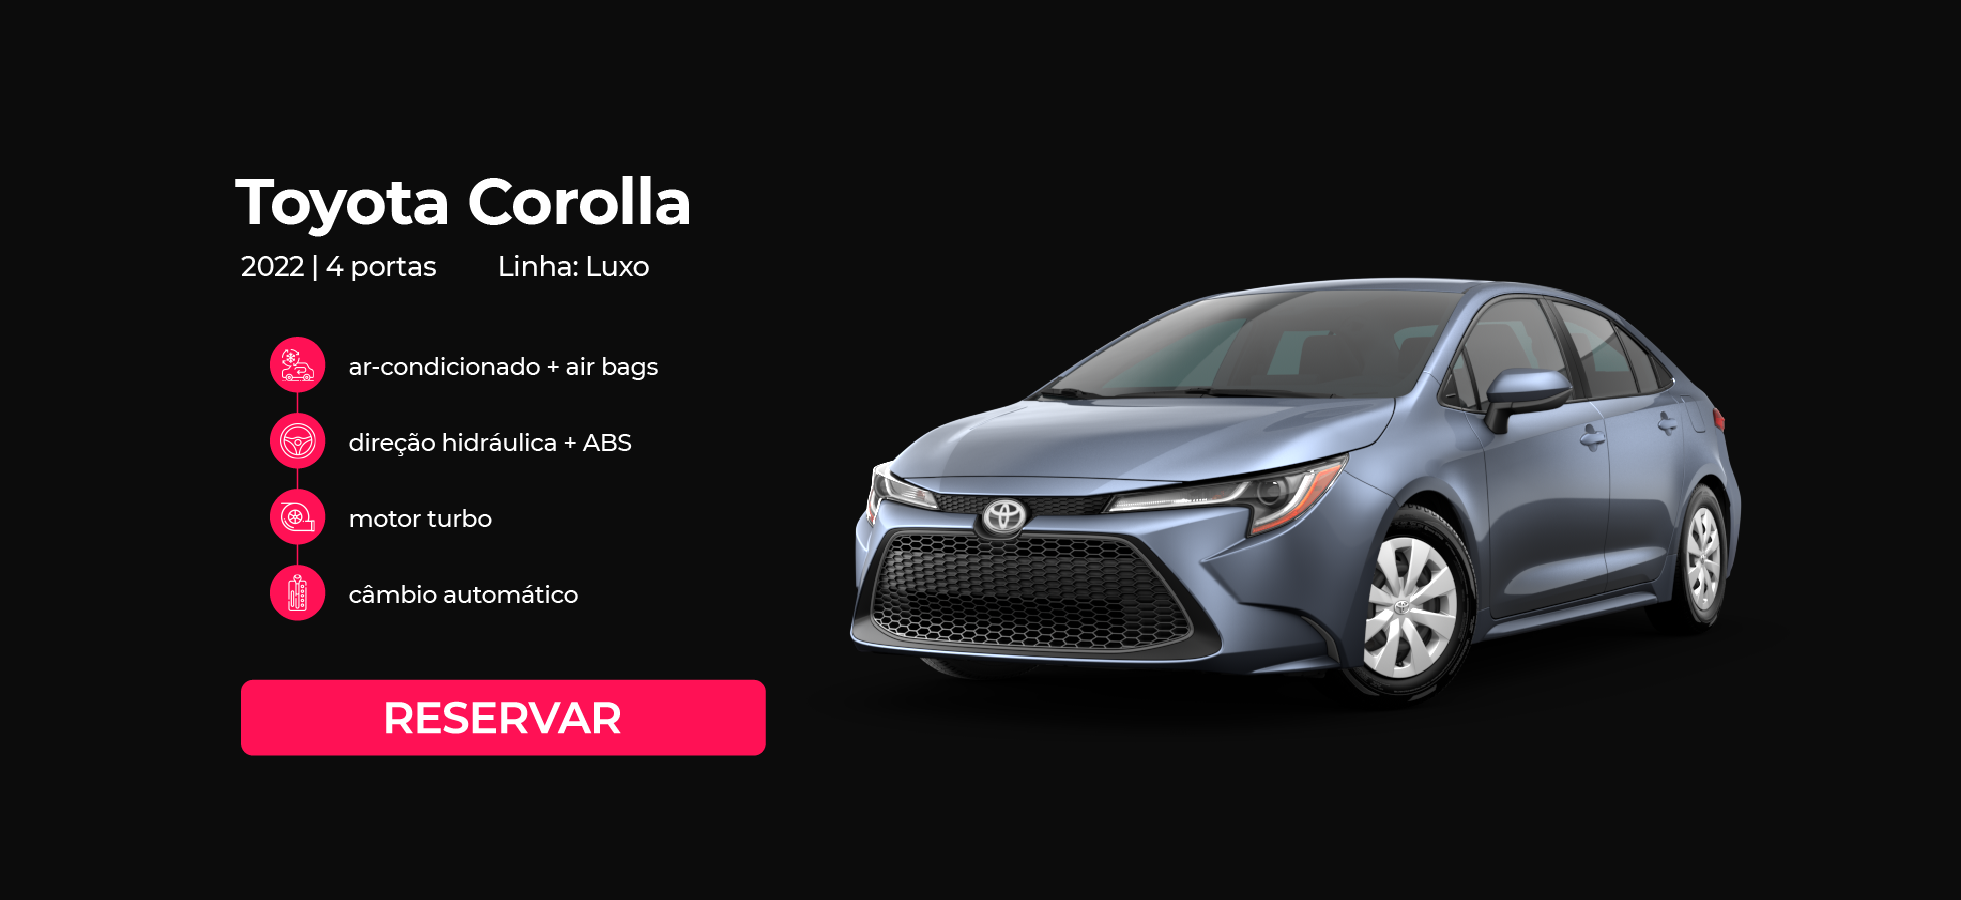 Toyota Corolla
2022 | 4 portas Linha: Luxo
ar-condicionado + air bags
direção hidráulica + ABS
motor turbo
câmbio automático
RESERVAR